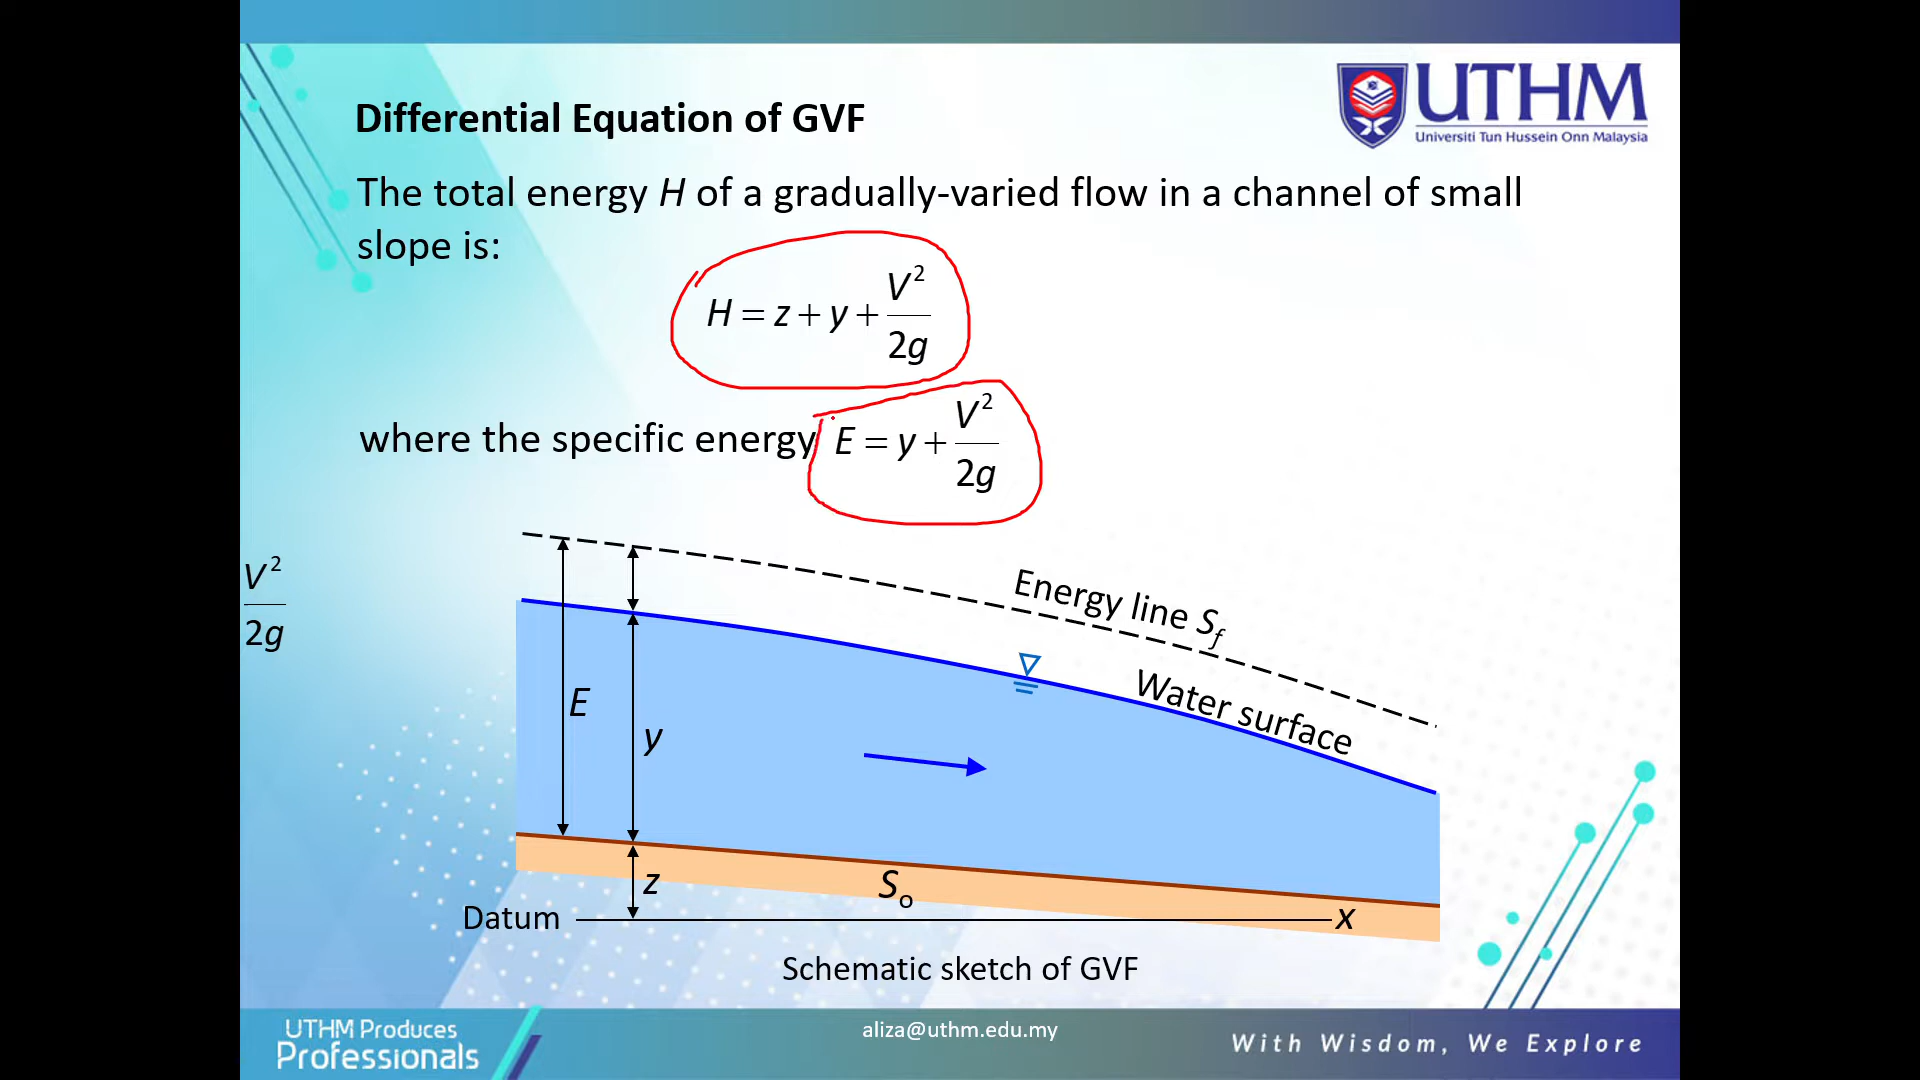 UTHM
Universiti Tun Hussein Onn Malaysia
Differential Equation of GVF
The total energy H of a gradually-varied flow in a channel of small
slope is:
H = z + y + V²/2g
where the specific energy E = y + V²/2g
V²/2g
Energy line S_f
Water surface
E
y
z
S_o
Datum
x
Schematic sketch of GVF
UTHM Produces
Professionals
aliza@uthm.edu.my
With Wisdom, We Explore